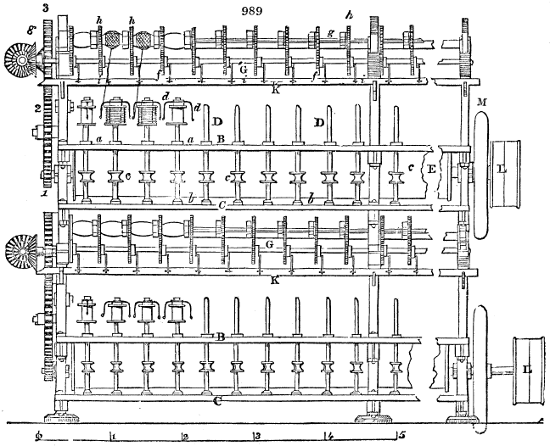 3 h h 989 h
g g
G
K
2 d d D D M
a a B
c c c E L
b b
1 C
G
K
B
L
C
0 1 2 3 4 5